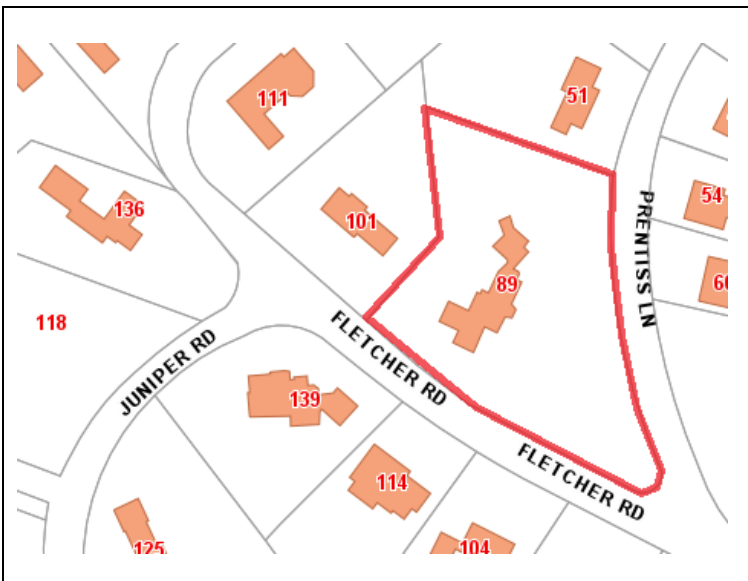 51
111
54
136
101
PRENTISS LN
89
118
FLETCHER RD
JUNIPER RD
139
FLETCHER RD
114
125
104